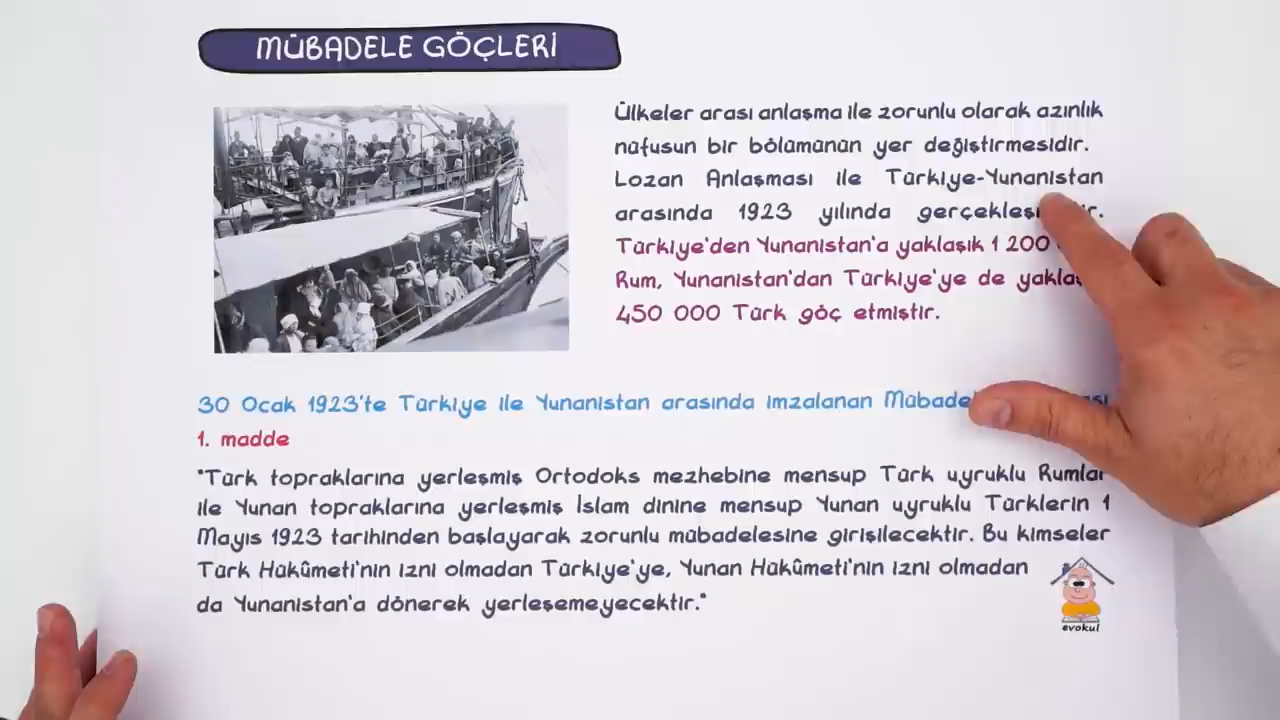 MÜBADELE GÖÇLERİ
Ülkeler arası anlaşma ile zorunlu olarak azınlık
nüfusun bir bölümünün yer değiştirmesidir.
Lozan Anlaşması ile Türkiye-Yunanistan
arasında 1923 yılında
Türkiye'den Yunanistan'a yaklaşık 1 200
Rum, Yunanistan'dan Türkiye'ye de
450 000 Türk göç etmiştir.
30 Ocak 1923'te Türkiye ile Yunanistan arasında imzalanan
1. madde
"Türk topraklarına yerleşmiş Ortodoks mezhebine mensup Türk uyruklu Rumlar
ile Yunan topraklarına yerleşmiş İslam dinine mensup Yunan uyruklu Türklerin 1
Mayıs 1923 tarihinden başlayarak zorunlu mübadelesine girişilecektir. Bu kimseler
Türk Hükûmeti'nin izni olmadan Türkiye'ye, Yunan Hükûmeti'nin izni olmadan
da Yunanistan'a dönerek yerleşemeyecektir."
evokul